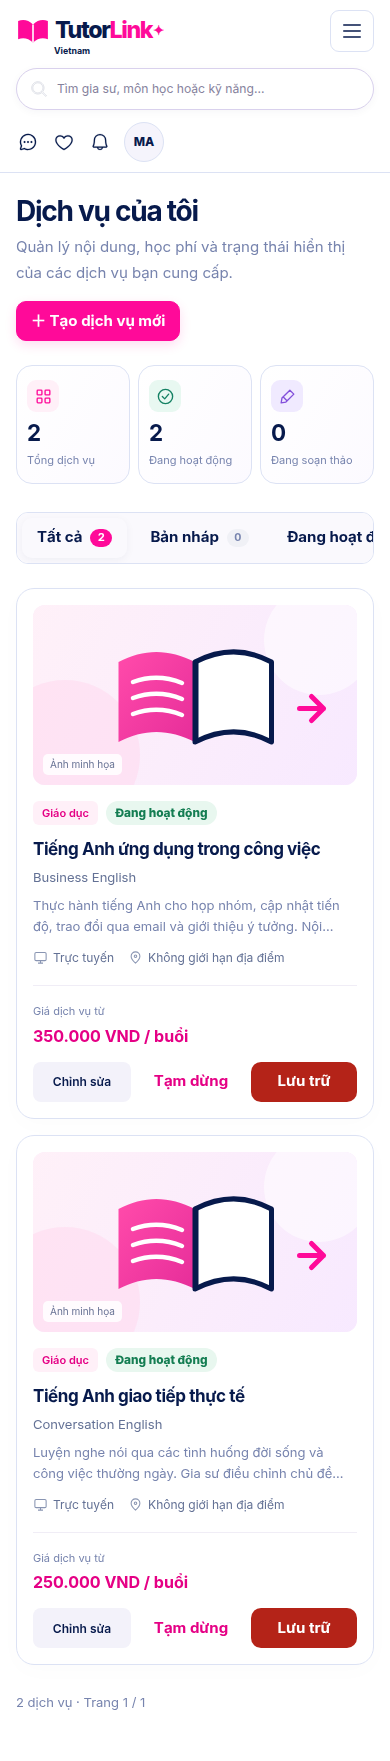 TutorLink
Vietnam
Tìm gia sư, môn học hoặc kỹ năng...
MA
Dịch vụ của tôi
Quản lý nội dung, học phí và trạng thái hiển thị
của các dịch vụ bạn cung cấp.
Tạo dịch vụ mới
2
Tổng dịch vụ
2
Đang hoạt động
0
Đang soạn thảo
Tất cả 2 Bản nháp 0 Đang hoạt đ
Ảnh minh họa
Giáo dục Đang hoạt động
Tiếng Anh ứng dụng trong công việc
Business English
Thực hành tiếng Anh cho họp nhóm, cập nhật tiến
độ, trao đổi qua email và giới thiệu ý tưởng. Nội...
Trực tuyến Không giới hạn địa điểm
Giá dịch vụ từ
350.000 VND / buổi
Chỉnh sửa Tạm dừng Lưu trữ
Ảnh minh họa
Giáo dục Đang hoạt động
Tiếng Anh giao tiếp thực tế
Conversation English
Luyện nghe nói qua các tình huống đời sống và
công việc thường ngày. Gia sư điều chỉnh chủ đề...
Trực tuyến Không giới hạn địa điểm
Giá dịch vụ từ
250.000 VND / buổi
Chỉnh sửa Tạm dừng Lưu trữ
2 dịch vụ · Trang 1 / 1